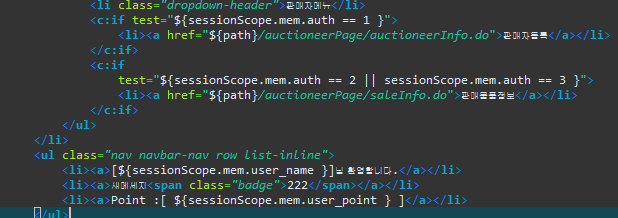 <li class="dropdown-header">판매자메뉴</li>
<c:if test="${sessionScope.mem.auth == 1 }">
<li><a href="${path}/auctioneerPage/auctioneerInfo.do">판매자등록</a></li>
</c:if>
<c:if
test="${sessionScope.mem.auth == 2 || sessionScope.mem.auth == 3 }">
<li><a href="${path}/auctioneerPage/saleInfo.do">판매물품정보</a></li>
</c:if>
</ul>
</li>
<ul class="nav navbar-nav row list-inline">
<li><a>[${sessionScope.mem.user_name }]님 환영합니다.</a></li>
<li><a>새메세지<span class="badge">222</span></a></li>
<li><a>Point :[ ${sessionScope.mem.user_point } ]</a></li>
</ul>